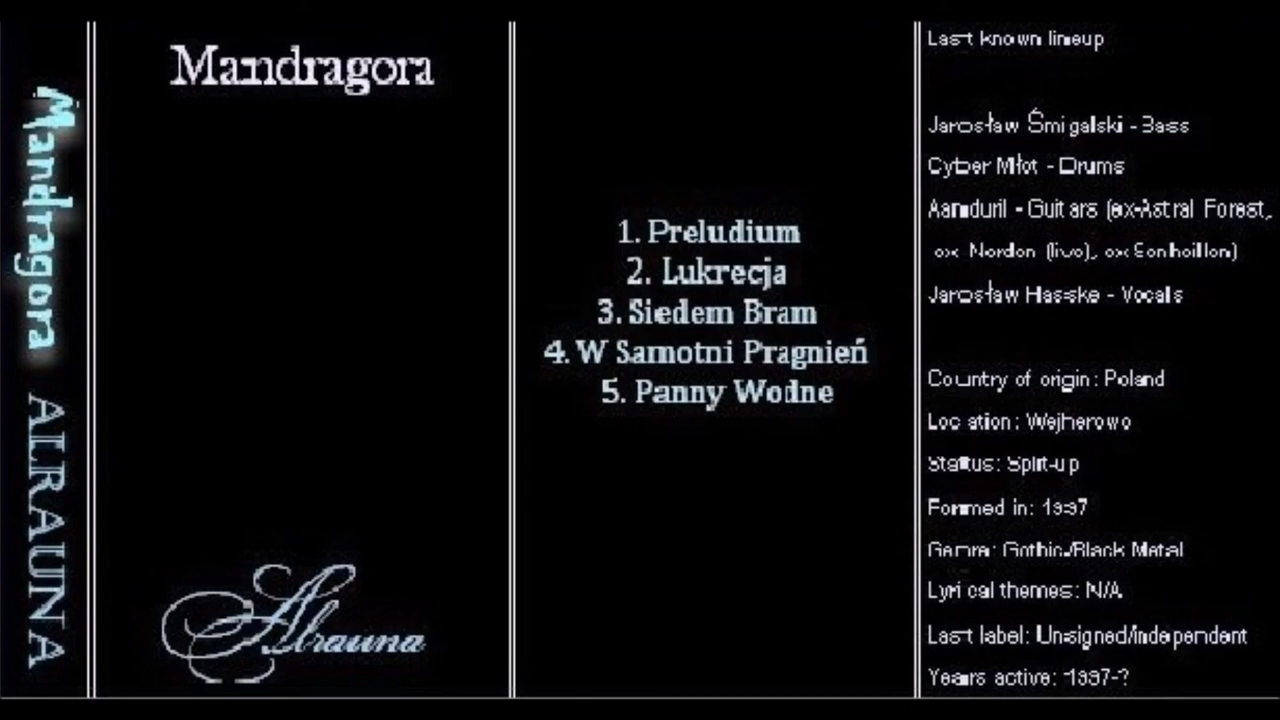 Mandragora ALRAUNA
Mandragora
Alrauna
1. Preludium
2. Lukrecja
3. Siedem Bram
4. W Samotni Pragnień
5. Panny Wodne
Last known lineup
Jarosław Śmigalski - Bass
Cyber Młot - Drums
Aanduril - Guitars (ex-Astral Forest,
ex-Nordon (live), ex-
Jarosław Hasske - Vocals
Country of origin: Poland
Location: Wejherowo
Status: Split-up
Formed in: 1997
Genre: Gothic/Black Metal
Lyrical themes: N/A
Last label: Unsigned/independent
Years active: 1997-?